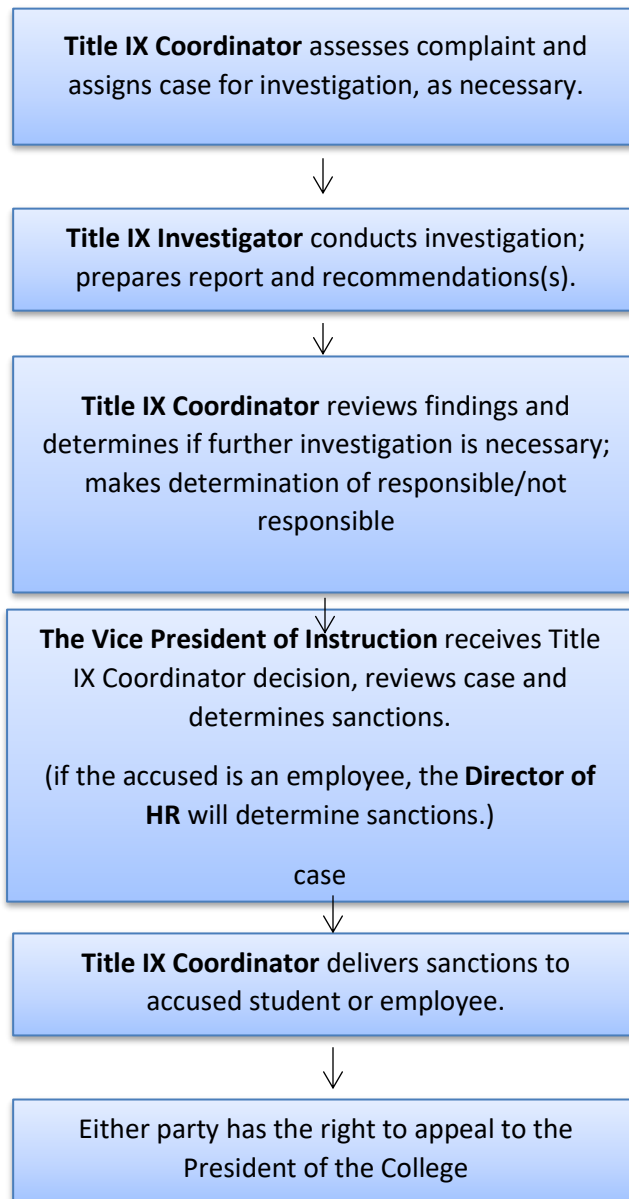 Title IX Coordinator assesses complaint and
assigns case for investigation, as necessary.
Title IX Investigator conducts investigation;
prepares report and recommendations(s).
Title IX Coordinator reviews findings and
determines if further investigation is necessary;
makes determination of responsible/not
responsible
The Vice President of Instruction receives Title
IX Coordinator decision, reviews case and
determines sanctions.
(if the accused is an employee, the Director of
HR will determine sanctions.)
case
Title IX Coordinator delivers sanctions to
accused student or employee.
Either party has the right to appeal to the
President of the College